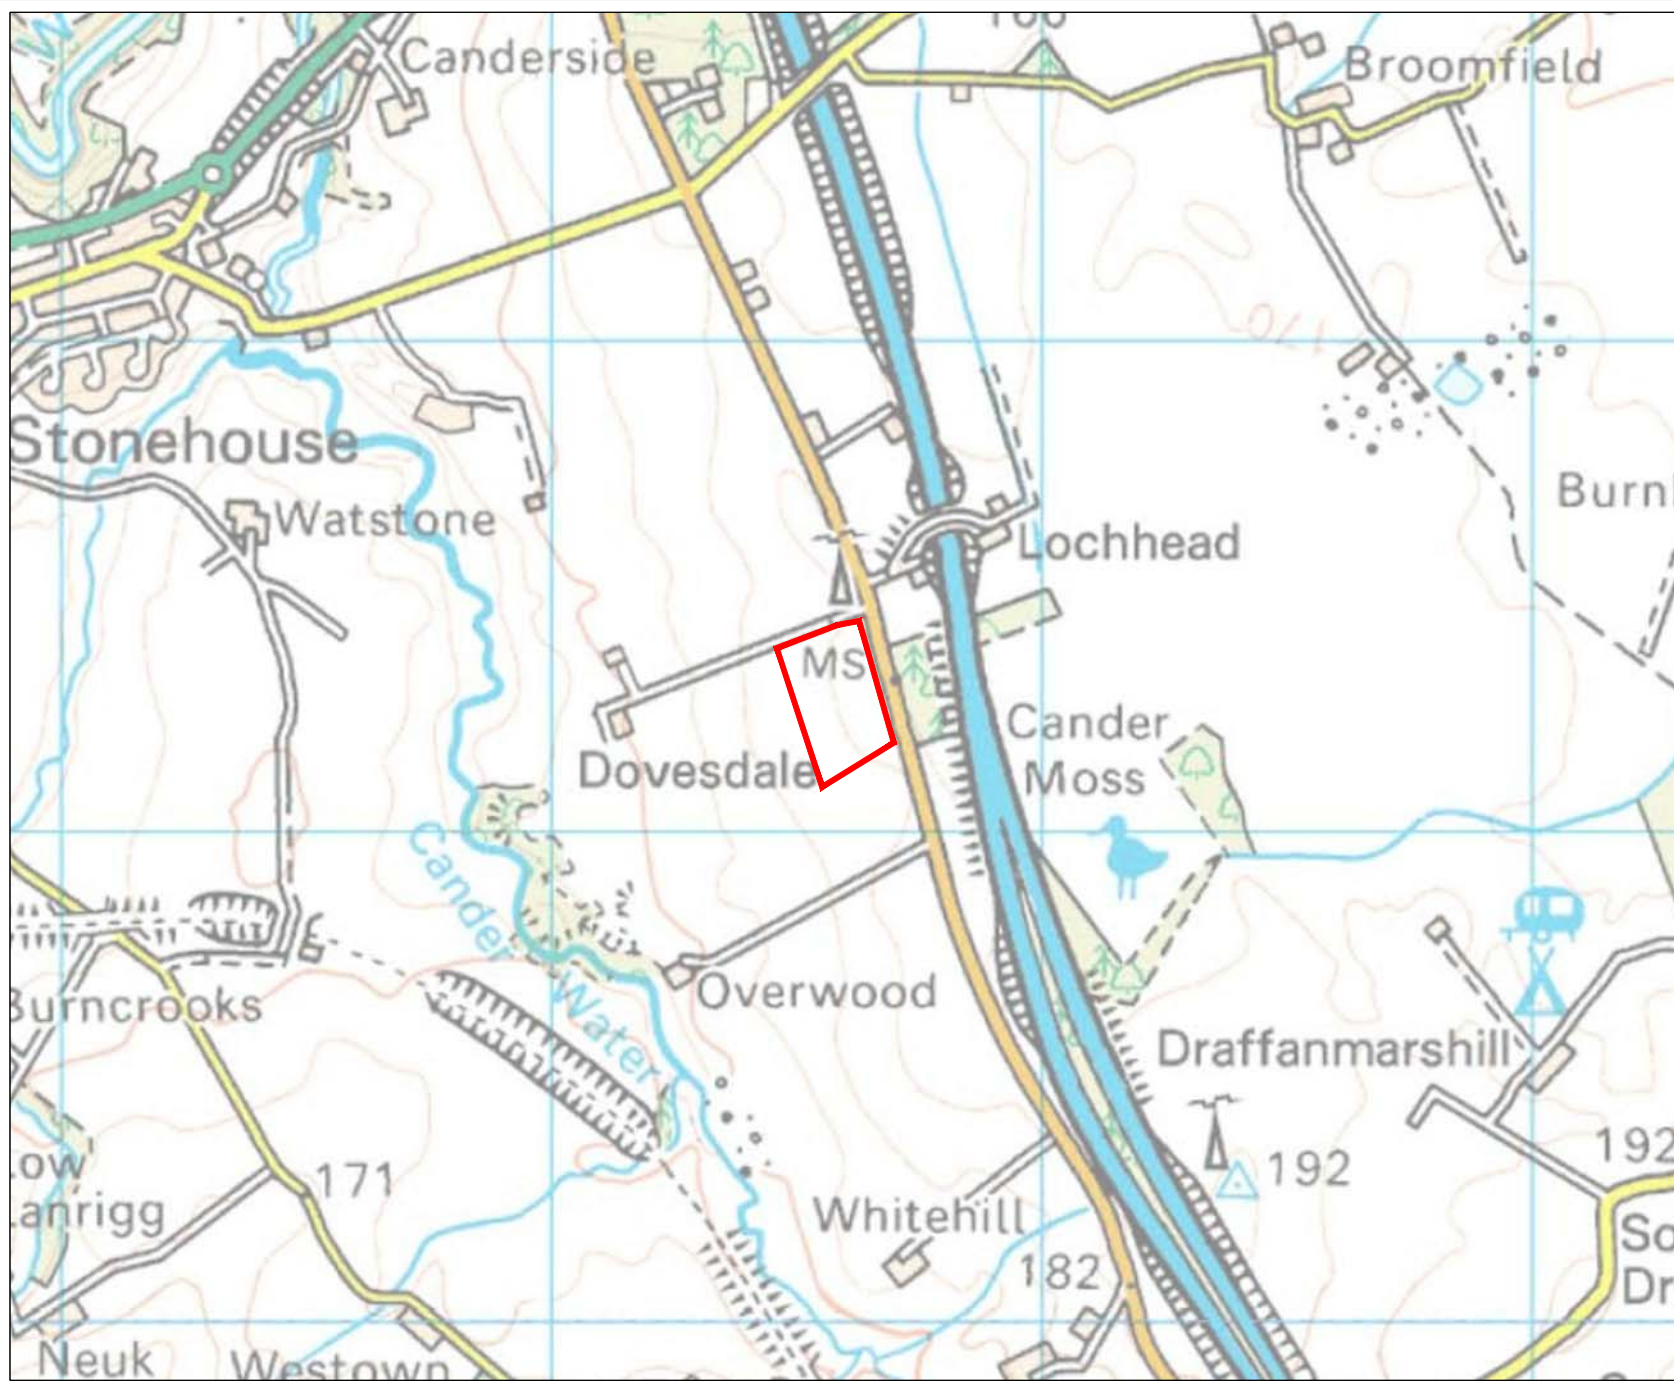 Canderside
Broomfield
170
Stonehouse
Watstone
Lochhead
MS
Dovesdale
Cander
Moss
Cander
Water
Overwood
Burncrooks
Draffanmarshill
171
192
192
Whitehill
182
Neuk
Westown